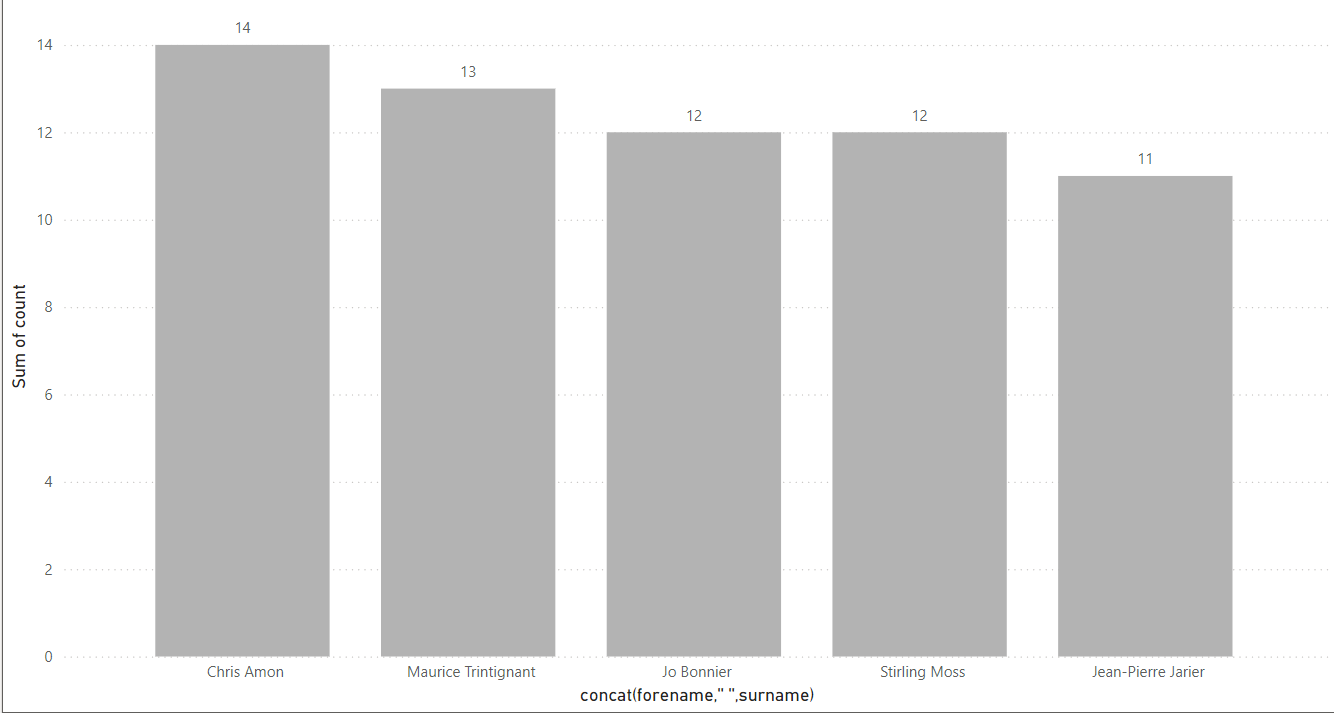 14
14
13
12
12
12
11
10
8
6
4
2
0
Sum of count
Chris Amon
Maurice Trintignant
Jo Bonnier
Stirling Moss
Jean-Pierre Jarier
concat(forename," ",surname)